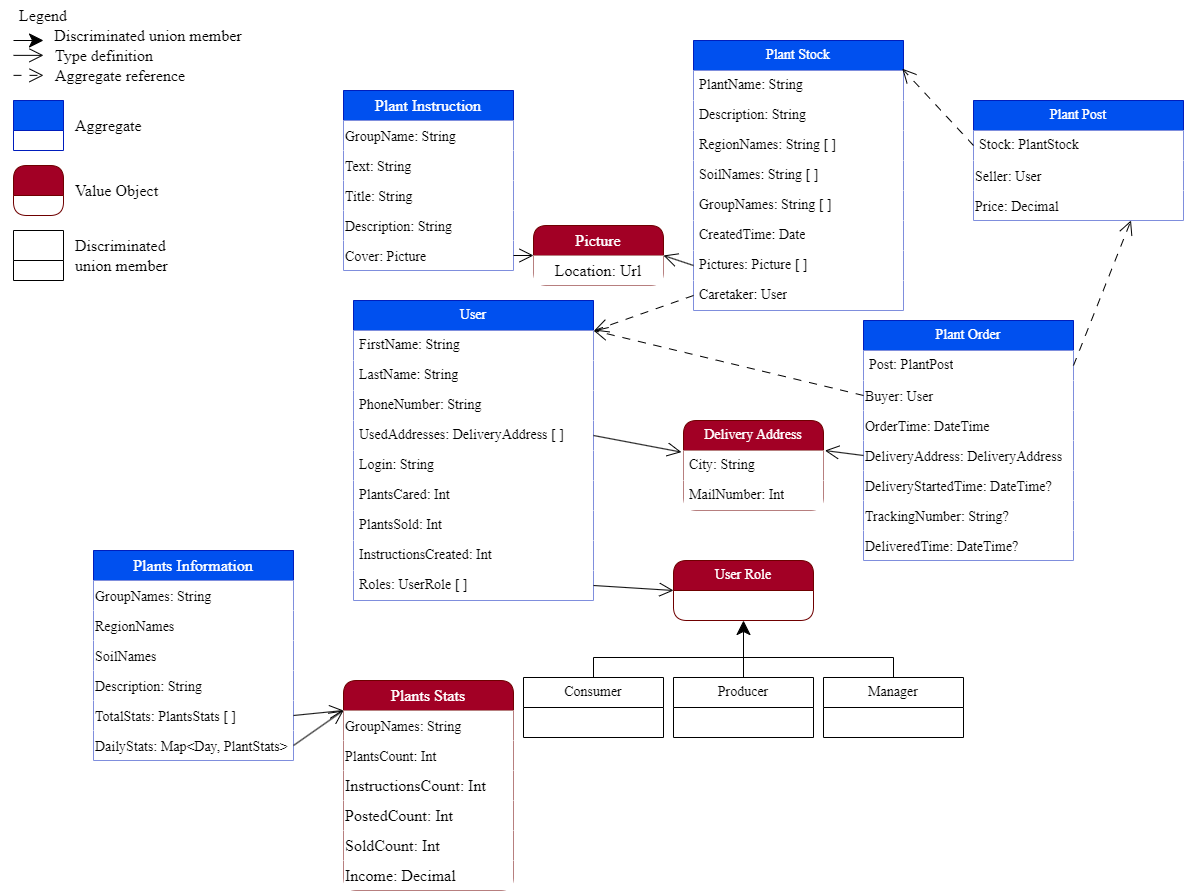 Legend
Discriminated union member
Type definition
Aggregate reference
Aggregate
Value Object
Discriminated
union member
Plant Instruction
GroupName: String
Text: String
Title: String
Description: String
Cover: Picture
Picture
Location: Url
Plant Stock
PlantName: String
Description: String
RegionNames: String [ ]
SoilNames: String [ ]
GroupNames: String [ ]
CreatedTime: Date
Pictures: Picture [ ]
Caretaker: User
Plant Post
Stock: PlantStock
Seller: User
Price: Decimal
User
FirstName: String
LastName: String
PhoneNumber: String
UsedAddresses: DeliveryAddress [ ]
Login: String
PlantsCared: Int
PlantsSold: Int
InstructionsCreated: Int
Roles: UserRole [ ]
Delivery Address
City: String
MailNumber: Int
Plant Order
Post: PlantPost
Buyer: User
OrderTime: DateTime
DeliveryAddress: DeliveryAddress
DeliveryStartedTime: DateTime?
TrackingNumber: String?
DeliveredTime: DateTime?
Plants Information
GroupNames: String
RegionNames
SoilNames
Description: String
TotalStats: PlantsStats [ ]
DailyStats: Map<Day, PlantStats>
User Role
Consumer
Producer
Manager
Plants Stats
GroupNames: String
PlantsCount: Int
InstructionsCount: Int
PostedCount: Int
SoldCount: Int
Income: Decimal